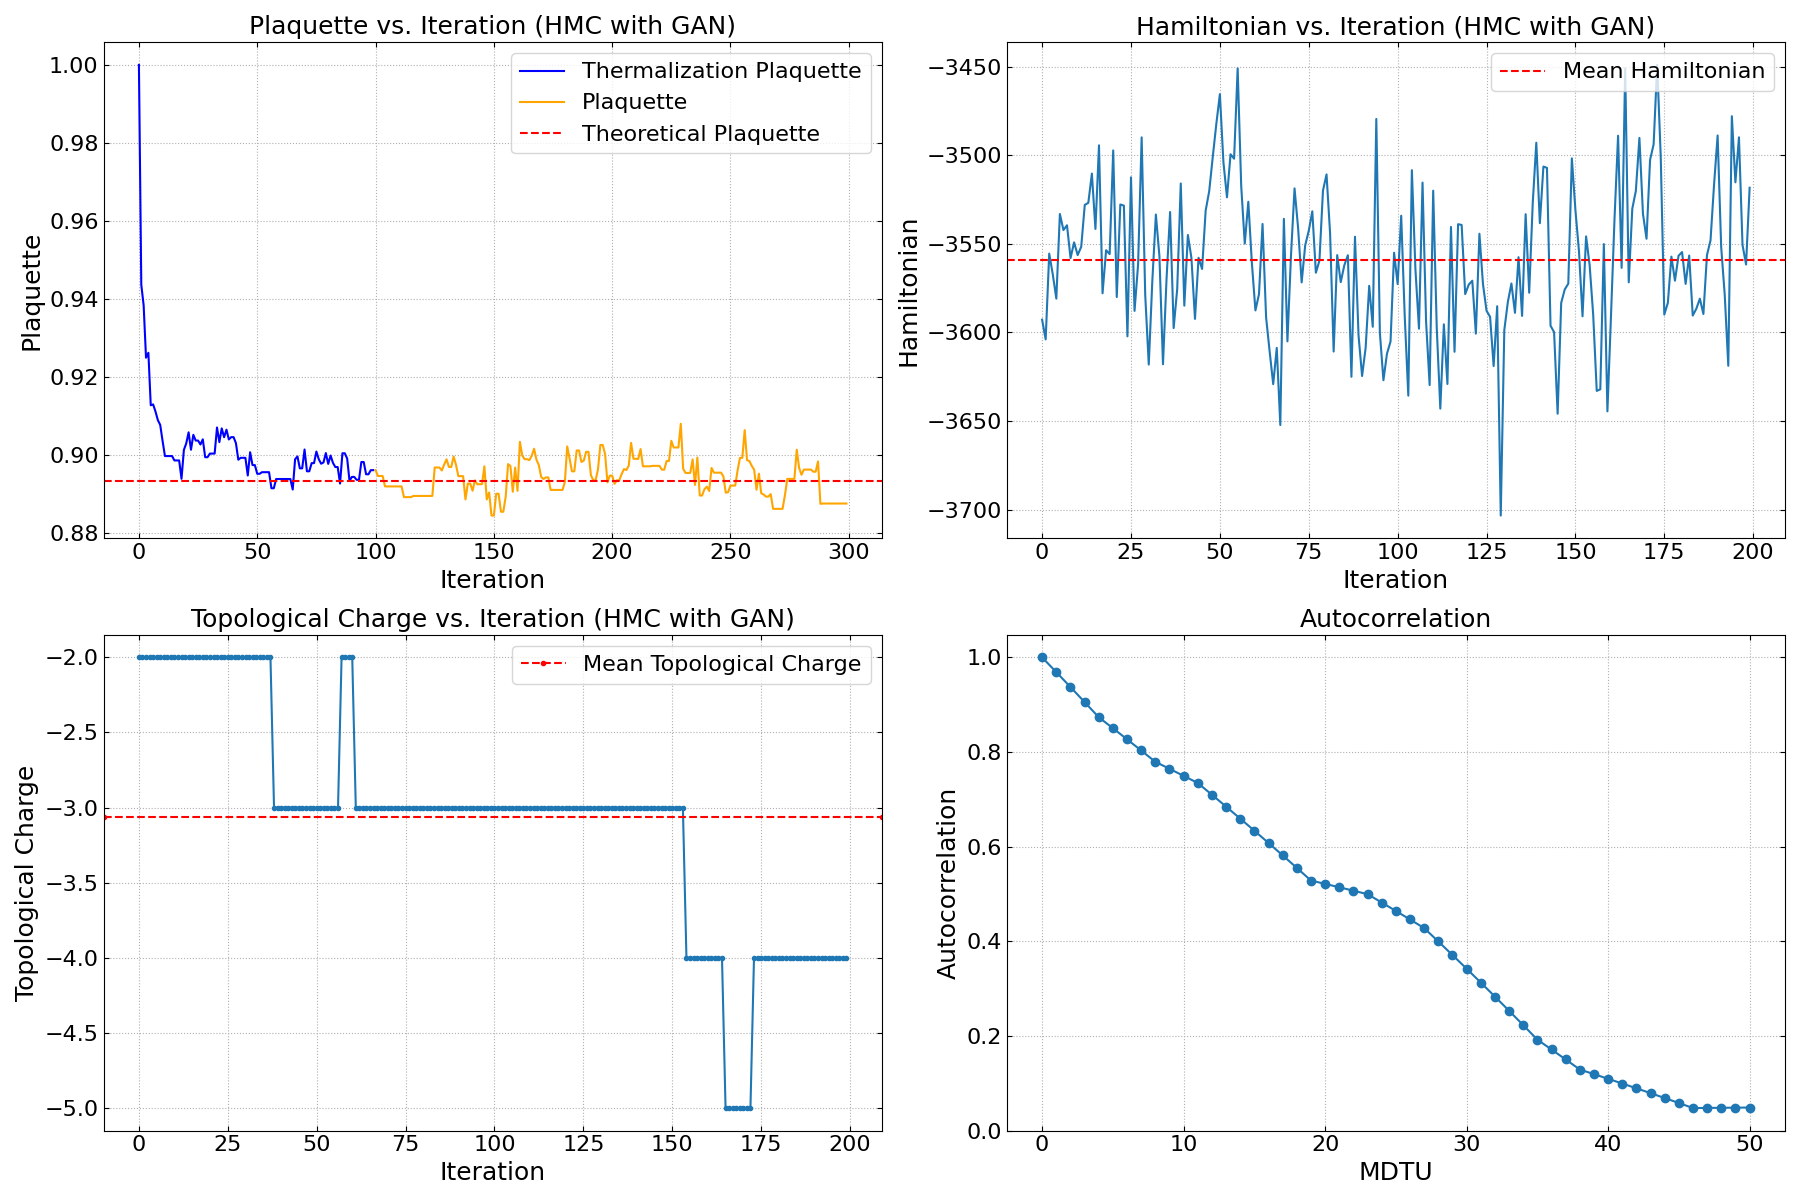 Plaquette vs. Iteration (HMC with GAN)
Plaquette
1.00
0.98
0.96
0.94
0.92
0.90
0.88
Thermalization Plaquette
Plaquette
Theoretical Plaquette
0 50 100 150 200 250 300
Iteration
Hamiltonian vs. Iteration (HMC with GAN)
Hamiltonian
−3450
−3500
−3550
−3600
−3650
−3700
Mean Hamiltonian
0 25 50 75 100 125 150 175 200
Iteration
Topological Charge vs. Iteration (HMC with GAN)
Topological Charge
−2.0
−2.5
−3.0
−3.5
−4.0
−4.5
−5.0
Mean Topological Charge
0 25 50 75 100 125 150 175 200
Iteration
Autocorrelation
Autocorrelation
1.0
0.8
0.6
0.4
0.2
0.0
0 10 20 30 40 50
MDTU